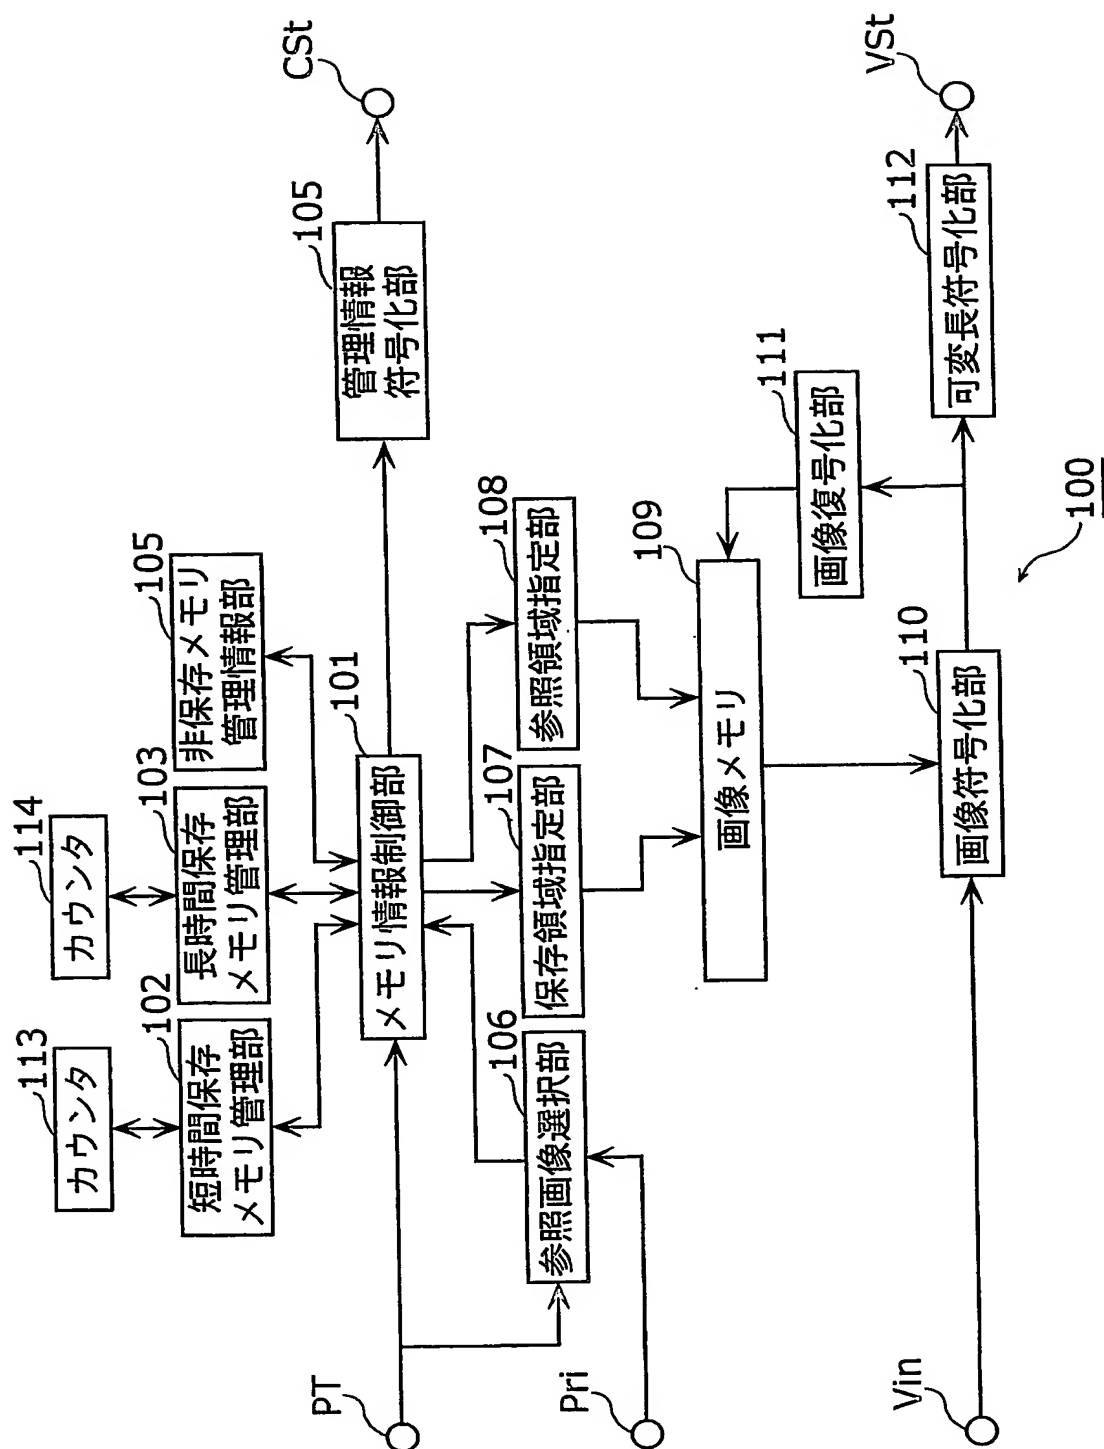 113
カウンタ
114
カウンタ
102
短時間保存
メモリ管理部
103
長時間保存
メモリ管理部
105
非保存メモリ
管理情報部
PT
101
メモリ情報制御部
105
管理情報
符号化部
CSt
Pri
106
参照画像選択部
107
保存領域指定部
108
参照領域指定部
109
画像メモリ
111
画像復号化部
Vin
110
画像符号化部
112
可変長符号化部
VSt
100